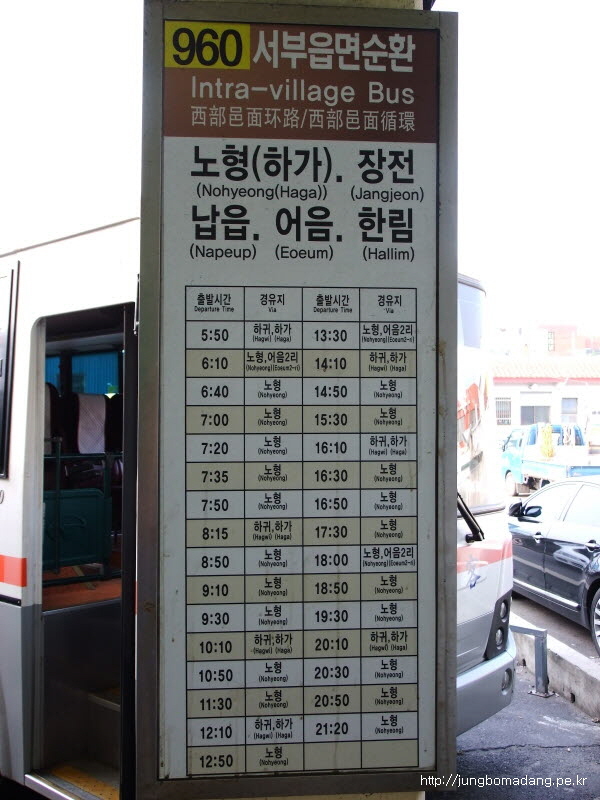 960 서부읍면순환
Intra-village Bus
西部邑面环路/西部邑面循環
노형(하가). 장전
(Nohyeong(Haga)) (Jangjeon)
납읍. 어음. 한림
(Napeup) (Eoeum) (Hallim)
출발시간 경유지 출발시간 경유지
Departure Time Via Departure Time Via
5:50 하귀,하가 13:30 노형,어음2리
(Hagwi) (Haga) (Nohyeong)(Eoeum2-ri)
6:10 노형,어음2리 14:10 하귀,하가
(Nohyeong)(Eoeum2-ri) (Hagwi) (Haga)
6:40 노형 14:50 노형
(Nohyeong) (Nohyeong)
7:00 노형 15:30 노형
(Nohyeong) (Nohyeong)
7:20 노형 16:10 하귀,하가
(Nohyeong) (Hagwi) (Haga)
7:35 노형 16:30 노형
(Nohyeong) (Nohyeong)
7:50 노형 16:50 노형
(Nohyeong) (Nohyeong)
8:15 하귀,하가 17:30 노형
(Hagwi) (Haga) (Nohyeong)
8:50 노형 18:00 노형,어음2리
(Nohyeong) (Nohyeong)(Eoeum2-ri)
9:10 노형 18:50 노형
(Nohyeong) (Nohyeong)
9:30 노형 19:30 노형
(Nohyeong) (Nohyeong)
10:10 하귀,하가 20:10 하귀,하가
(Hagwi) (Haga) (Hagwi) (Haga)
10:50 노형 20:30 노형
(Nohyeong) (Nohyeong)
11:30 노형 20:50 노형
(Nohyeong) (Nohyeong)
12:10 하귀,하가 21:20 노형
(Hagwi) (Haga) (Nohyeong)
12:50 노형
(Nohyeong)
http://jungbomadang.pe.kr